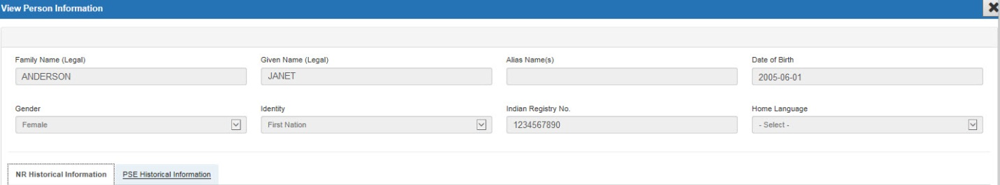 View Person Information
Family Name (Legal) Given Name (Legal) Alias Name(s) Date of Birth
ANDERSON JANET 2005-06-01
Gender Identity Indian Registry No. Home Language
Female First Nation 1234567890 - Select -
NR Historical Information PSE Historical Information